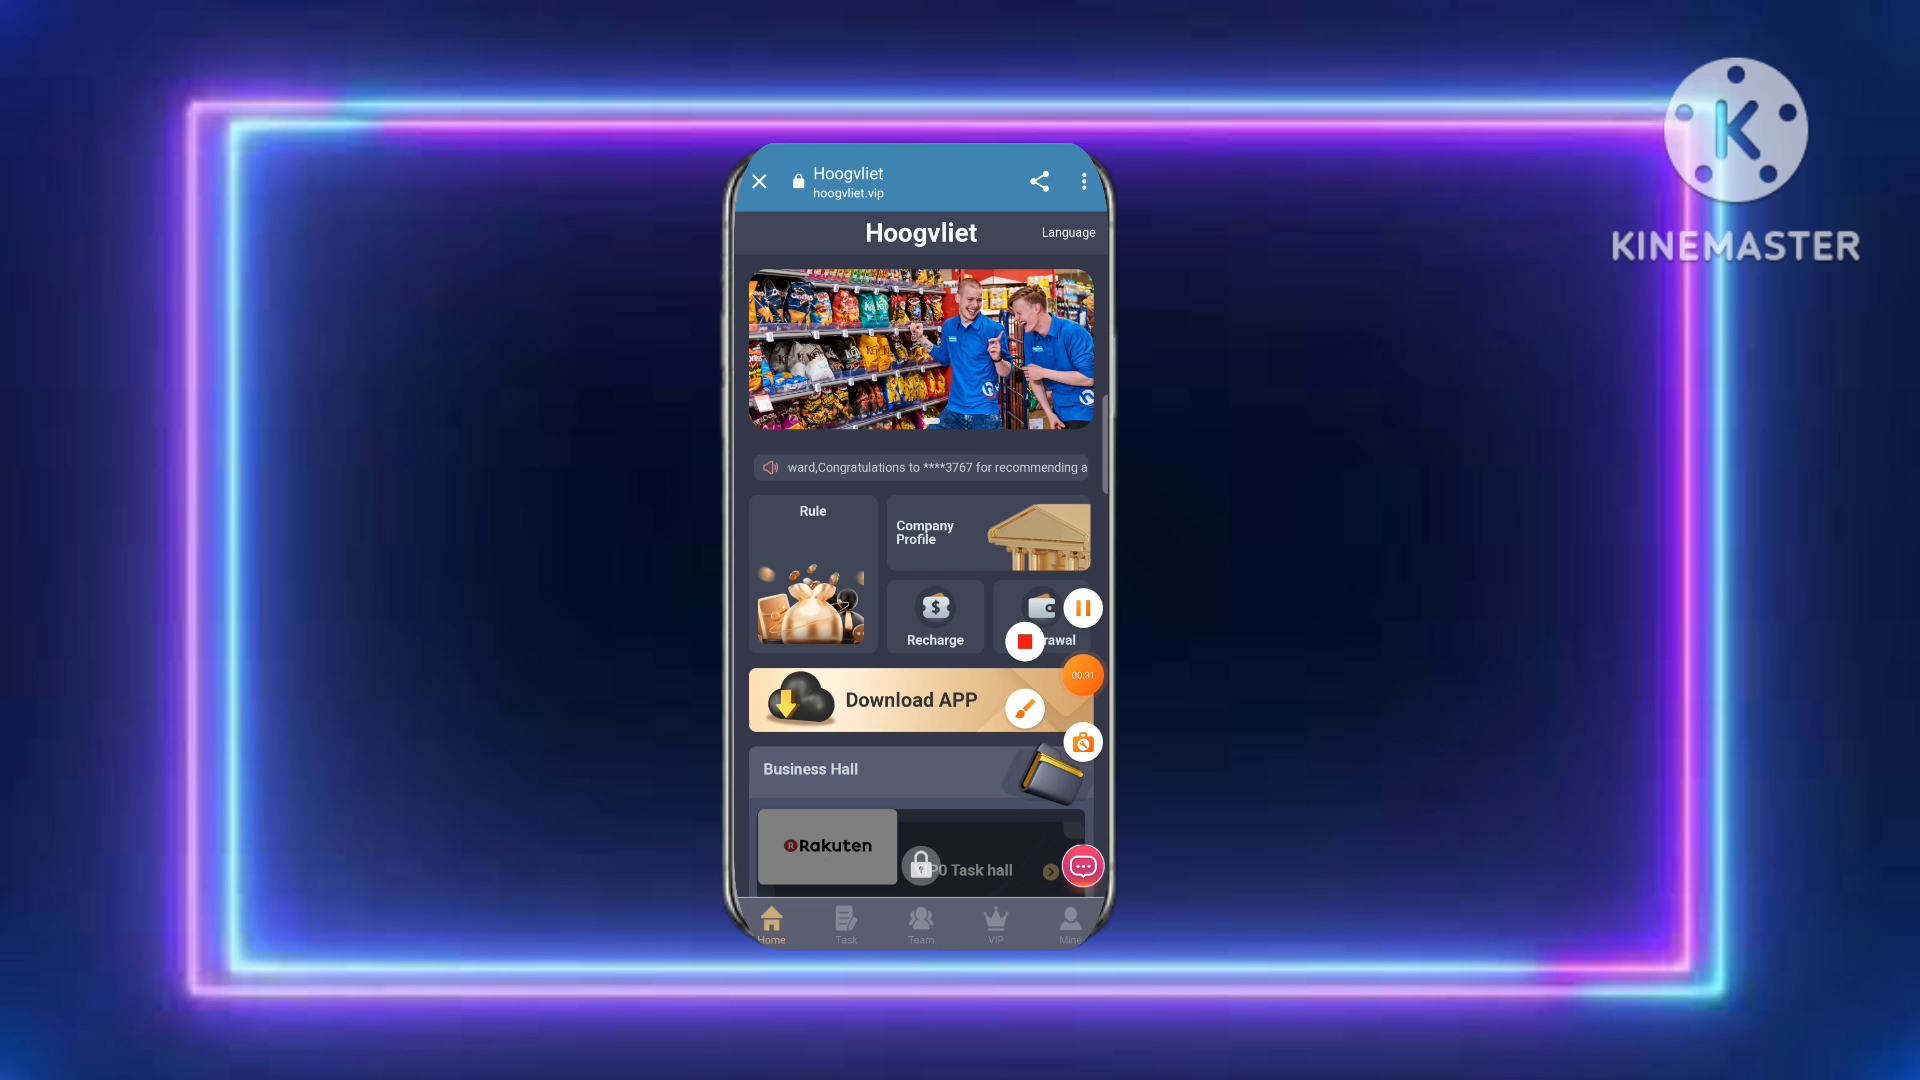 Hoogvliet
hoogvliet.vip
Hoogvliet
Language
ward,Congratulations to ****3767 for recommending a
Rule
Company
Profile
Recharge
rawal
00:31
Download APP
Business Hall
Rakuten
P0 Task hall
Home
Task
Team
VIP
Mine
K
KINEMASTER